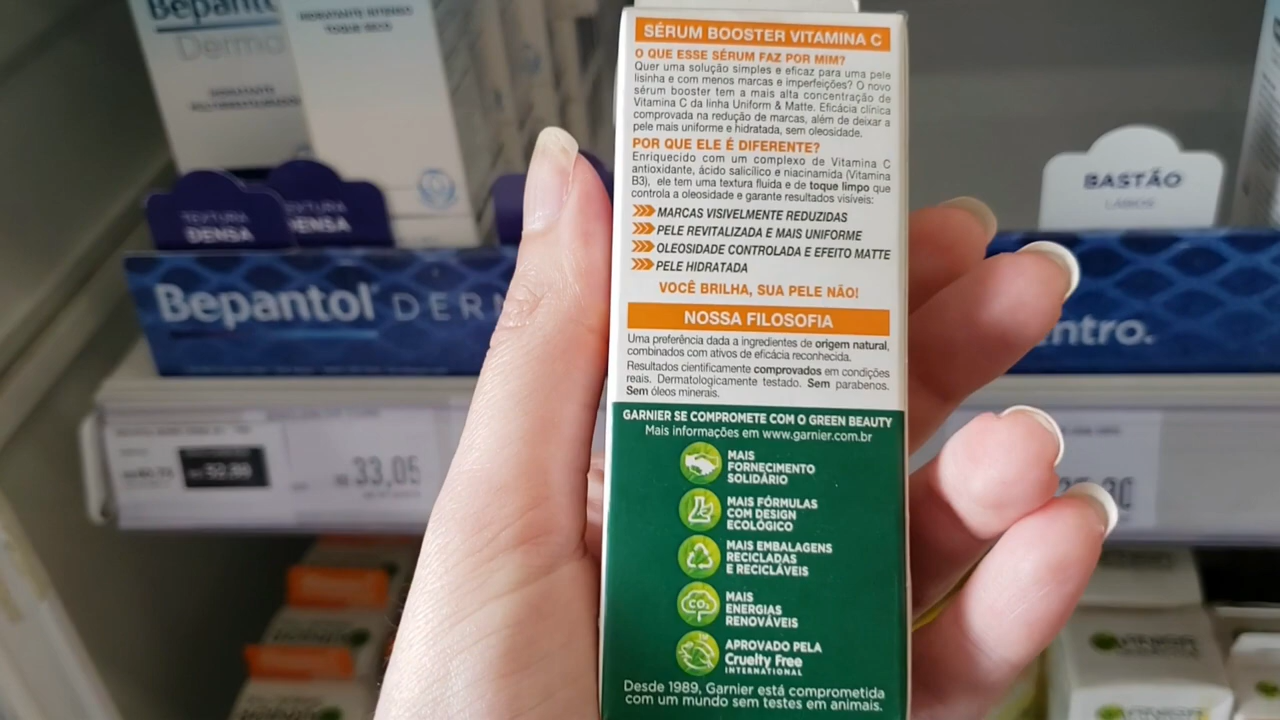 Bepanto
Dermo
HIDRATANTE INTENSO
TOQUE SECO
TEXTURA
DENSA
TEXTURA
DENSA
Bepantol DERM
33,05
SÉRUM BOOSTER VITAMINA C
O QUE ESSE SÉRUM FAZ POR MIM?
Quer uma solução simples e eficaz para uma pele
lisinha e com menos marcas e imperfeições? O novo
sérum booster tem a mais alta concentração de
Vitamina C da linha Uniform & Matte. Eficácia clínica
comprovada na redução de marcas, além de deixar a
pele mais uniforme e hidratada, sem oleosidade.
POR QUE ELE É DIFERENTE?
Enriquecido com um complexo de Vitamina C
antioxidante, ácido salicílico e niacinamida (Vitamina
B3), ele tem uma textura fluida e de toque limpo que
controla a oleosidade e garante resultados visíveis:
MARCAS VISIVELMENTE REDUZIDAS
PELE REVITALIZADA E MAIS UNIFORME
OLEOSIDADE CONTROLADA E EFEITO MATTE
PELE HIDRATADA
VOCÊ BRILHA, SUA PELE NÃO!
NOSSA FILOSOFIA
Uma preferência dada a ingredientes de origem natural,
combinados com ativos de eficácia reconhecida.
Resultados cientificamente comprovados em condições
reais. Dermatologicamente testado. Sem parabenos.
Sem óleos minerais.
GARNIER SE COMPROMETE COM O GREEN BEAUTY
Mais informações em www.garnier.com.br
MAIS
FORNECIMENTO
SOLIDÁRIO
MAIS FÓRMULAS
COM DESIGN
ECOLÓGICO
MAIS EMBALAGENS
RECICLADAS
E RECICLÁVEIS
CO₂
MAIS
ENERGIAS
RENOVÁVEIS
APROVADO PELA
Cruelty Free
INTERNATIONAL
Desde 1989, Garnier está comprometida
com um mundo sem testes em animais.
BASTÃO
LÁBIOS
entro.